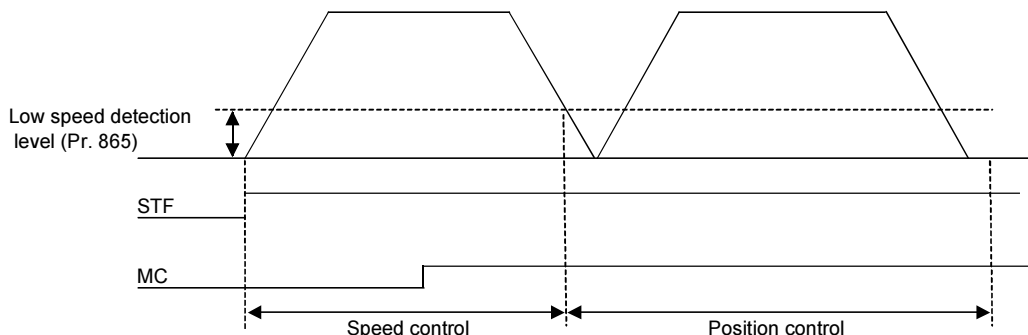 Low speed detection
level (Pr. 865)
STF
MC
Speed control
Position control